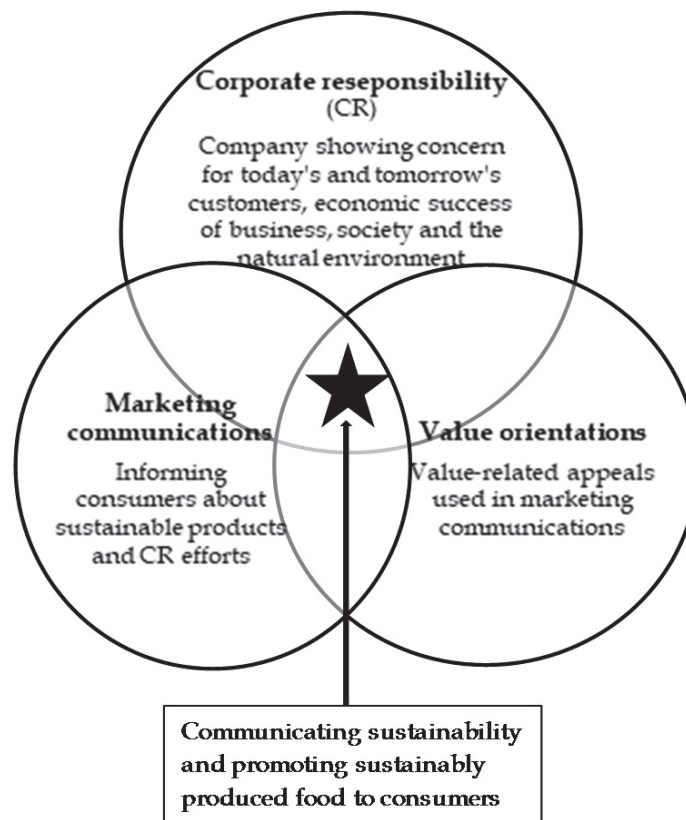 Corporate reseponsibility
(CR)
Company showing concern
for today's and tomorrow's
customers, economic success
of business, society and the
natural environment
Marketing
communications
Informing
consumers about
sustainable products
and CR efforts
Value orientations
Value-related appeals
used in marketing
communications
Communicating sustainability
and promoting sustainably
produced food to consumers